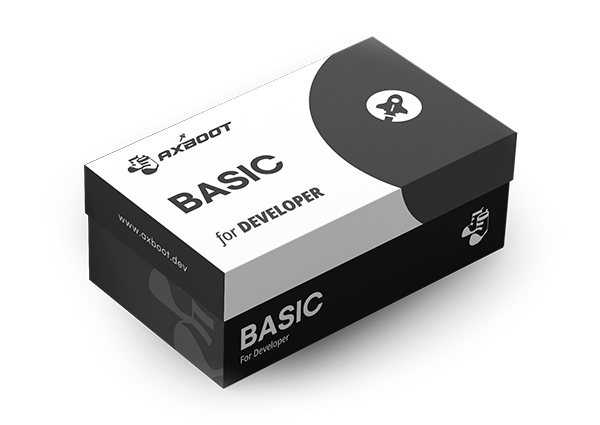 AXBOOT
BASIC
for DEVELOPER
www.axboot.dev
BASIC
For Developer